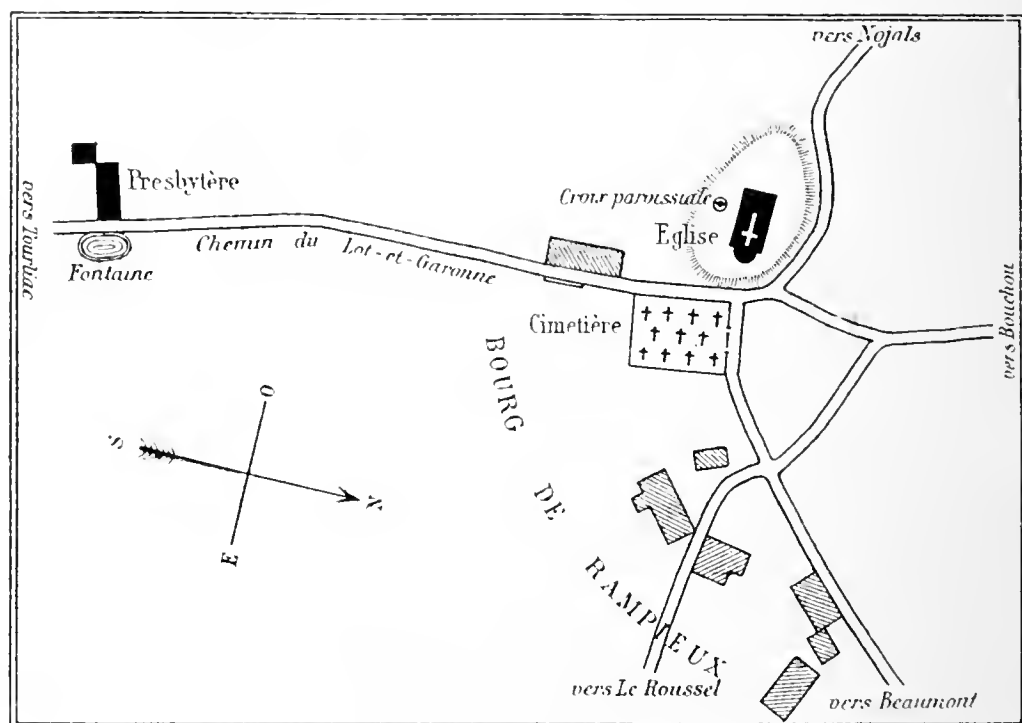 vers Nojals
Presbytère
vers Tourliac
Fontaine
Chemin du Lot-et-Garonne
Croix paroissiale
Eglise
Cimetière
vers Bouchou
BOURG
DE
RAMPIEUX
O
S
N
E
vers Le Roussel
vers Beaumont